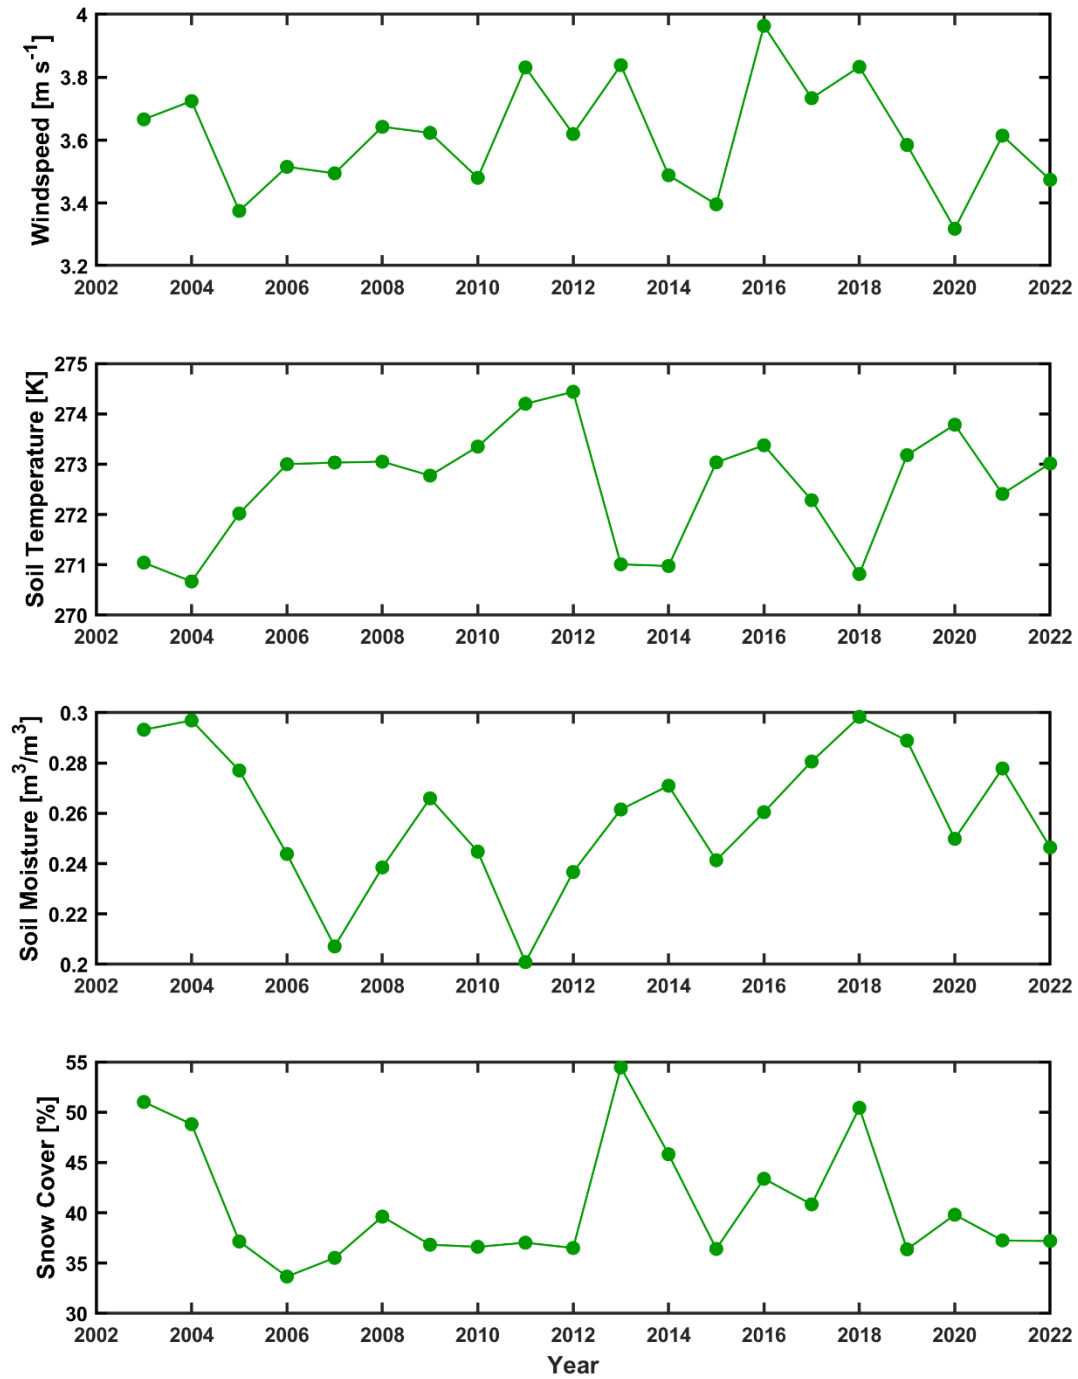 Windspeed [m s⁻¹]
4
3.8
3.6
3.4
3.2
2002 2004 2006 2008 2010 2012 2014 2016 2018 2020 2022
Soil Temperature [K]
275
274
273
272
271
270
2002 2004 2006 2008 2010 2012 2014 2016 2018 2020 2022
Soil Moisture [m³/m³]
0.3
0.28
0.26
0.24
0.22
0.2
2002 2004 2006 2008 2010 2012 2014 2016 2018 2020 2022
Snow Cover [%]
55
50
45
40
35
30
2002 2004 2006 2008 2010 2012 2014 2016 2018 2020 2022
Year